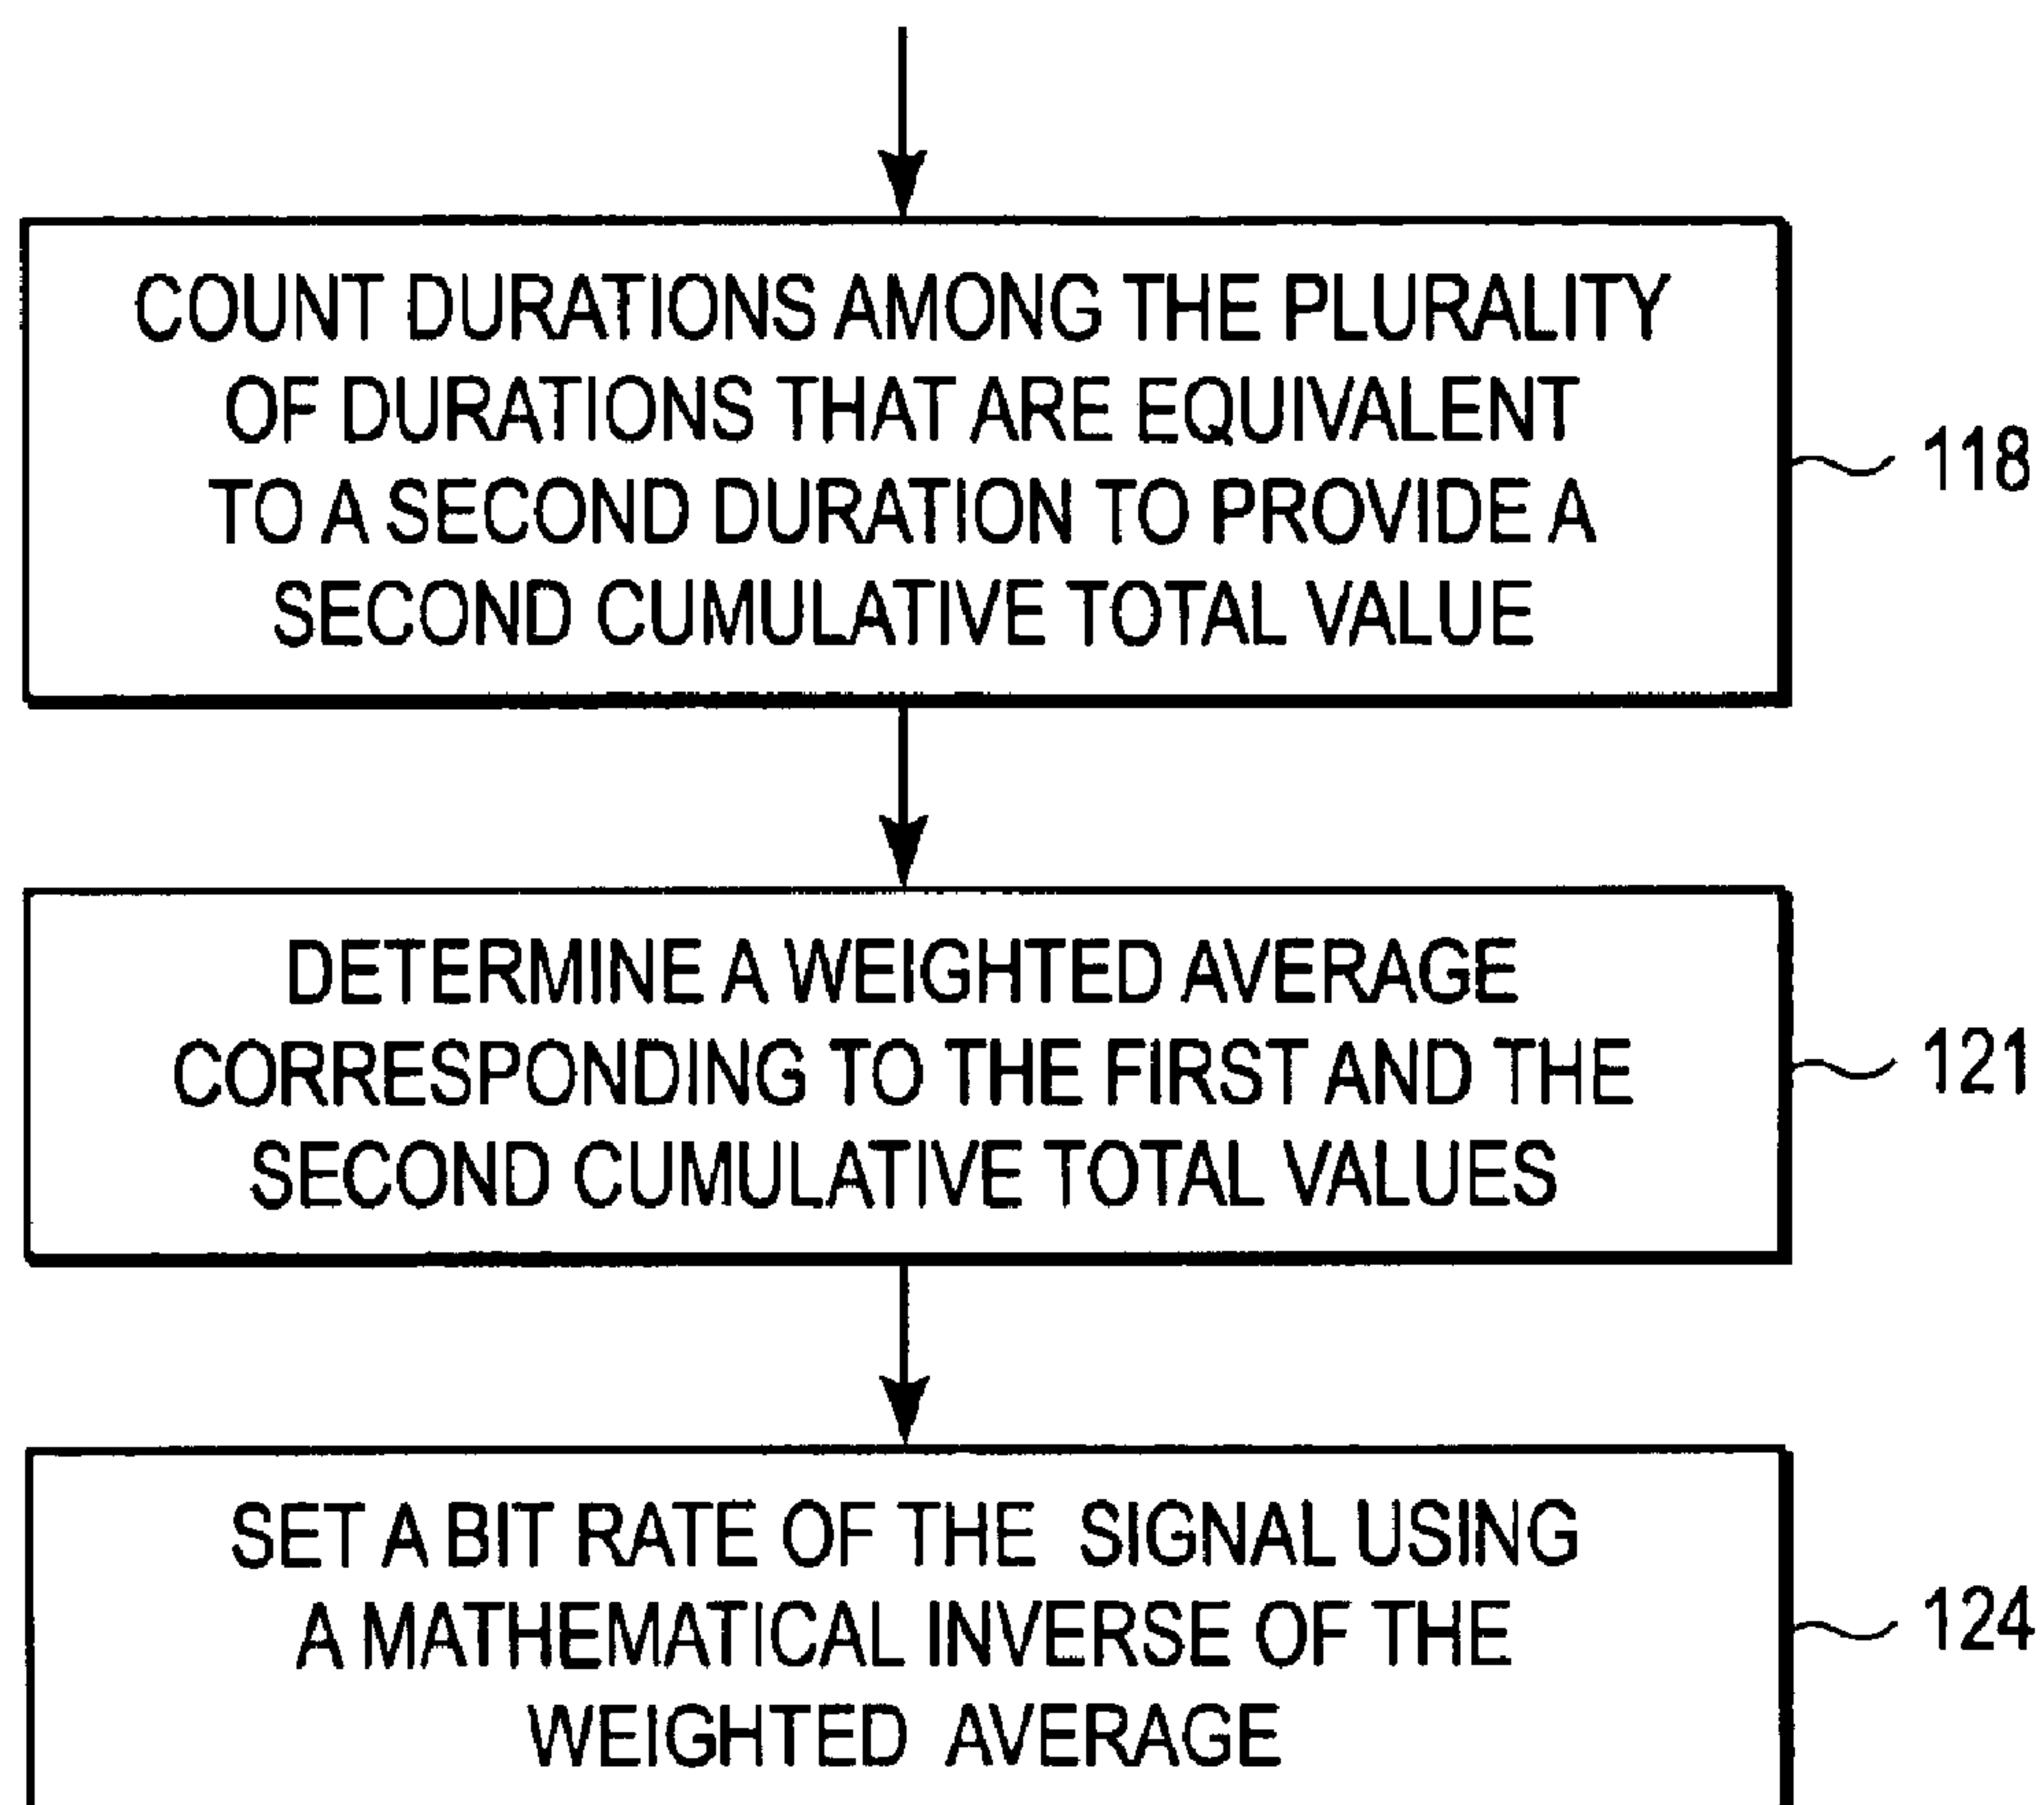 COUNT DURATIONS AMONG THE PLURALITY
OF DURATIONS THAT ARE EQUIVALENT
TO A SECOND DURATION TO PROVIDE A
SECOND CUMULATIVE TOTAL VALUE
118
DETERMINE A WEIGHTED AVERAGE
CORRESPONDING TO THE FIRST AND THE
SECOND CUMULATIVE TOTAL VALUES
121
SET A BIT RATE OF THE SIGNAL USING
A MATHEMATICAL INVERSE OF THE
WEIGHTED AVERAGE
124